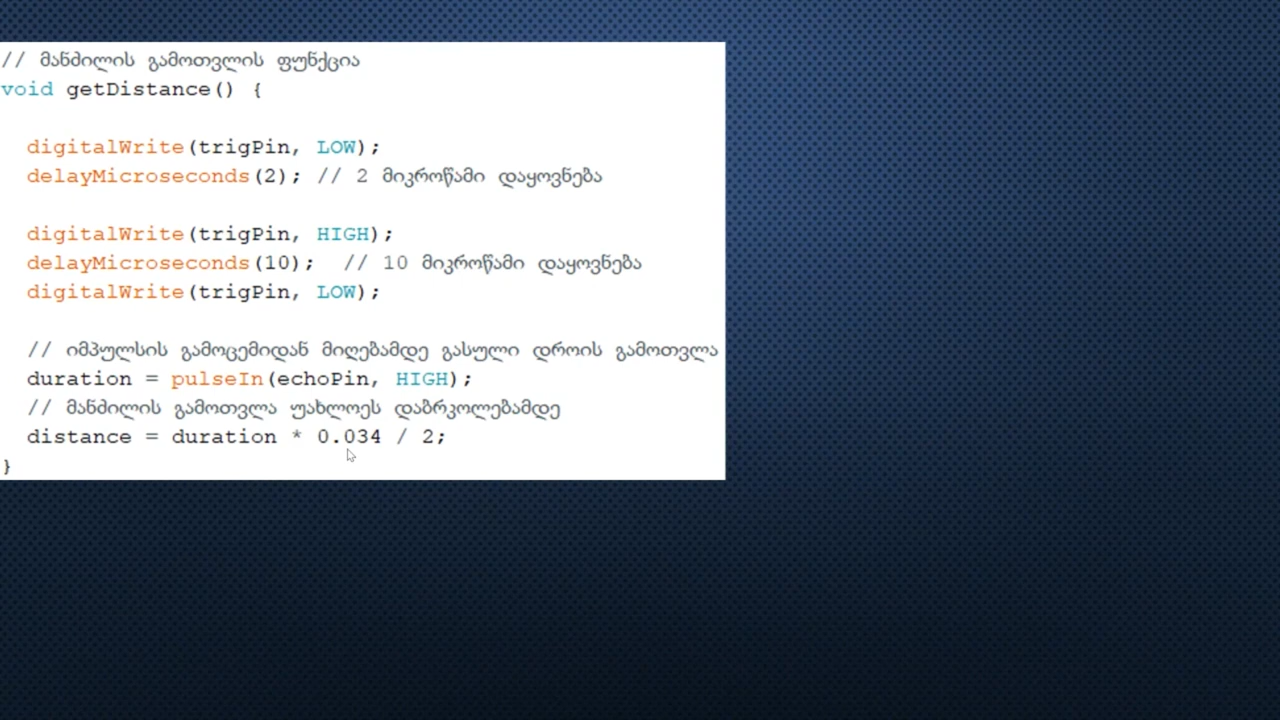 // მანძილის გამოთვლის ფუნქცია
void getDistance() {
digitalWrite(trigPin, LOW);
delayMicroseconds(2); // 2 მიკროწამი დაყოვნება
digitalWrite(trigPin, HIGH);
delayMicroseconds(10); // 10 მიკროწამი დაყოვნება
digitalWrite(trigPin, LOW);
// იმპულსის გამოცემიდან მიღებამდე გასული დროის გამოთვლა
duration = pulseIn(echoPin, HIGH);
// მანძილის გამოთვლა უახლოეს დაბრკოლებამდე
distance = duration * 0.034 / 2;
}